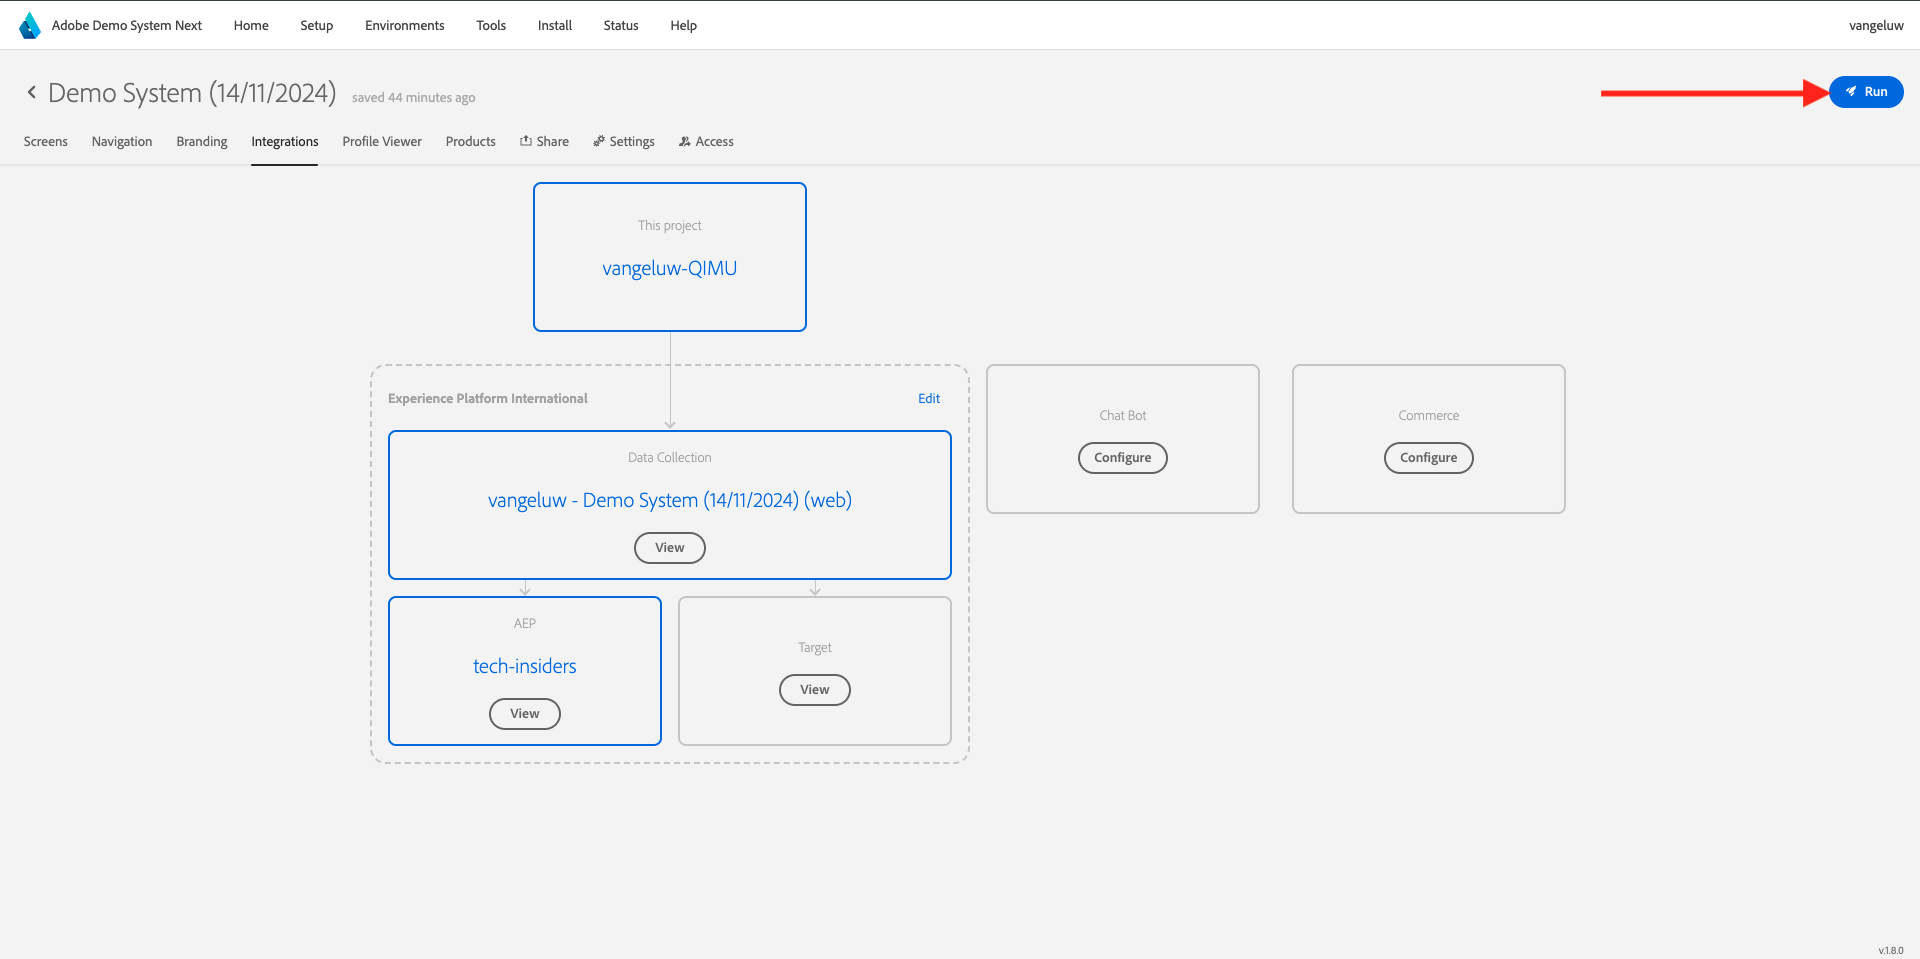 Adobe Demo System Next Home Setup Environments Tools Install Status Help vangeluw
Demo System (14/11/2024) saved 44 minutes ago Run
Screens Navigation Branding Integrations Profile Viewer Products Share Settings Access
This project
vangeluw-QIMU
Experience Platform International Edit
Data Collection
vangeluw - Demo System (14/11/2024) (web)
View
AEP
tech-insiders
View
Target
View
Chat Bot
Configure
Commerce
Configure
v.1.8.0